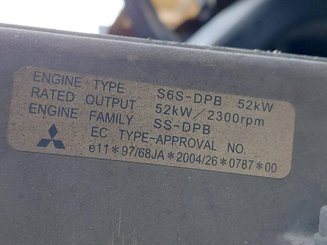 ENGINE TYPE S6S-DPB 52kW
RATED OUTPUT 52kW/2300rpm
ENGINE FAMILY SS-DPB
EC TYPE-APPROVAL NO.
e11*97/68JA*2004/26*0787*00